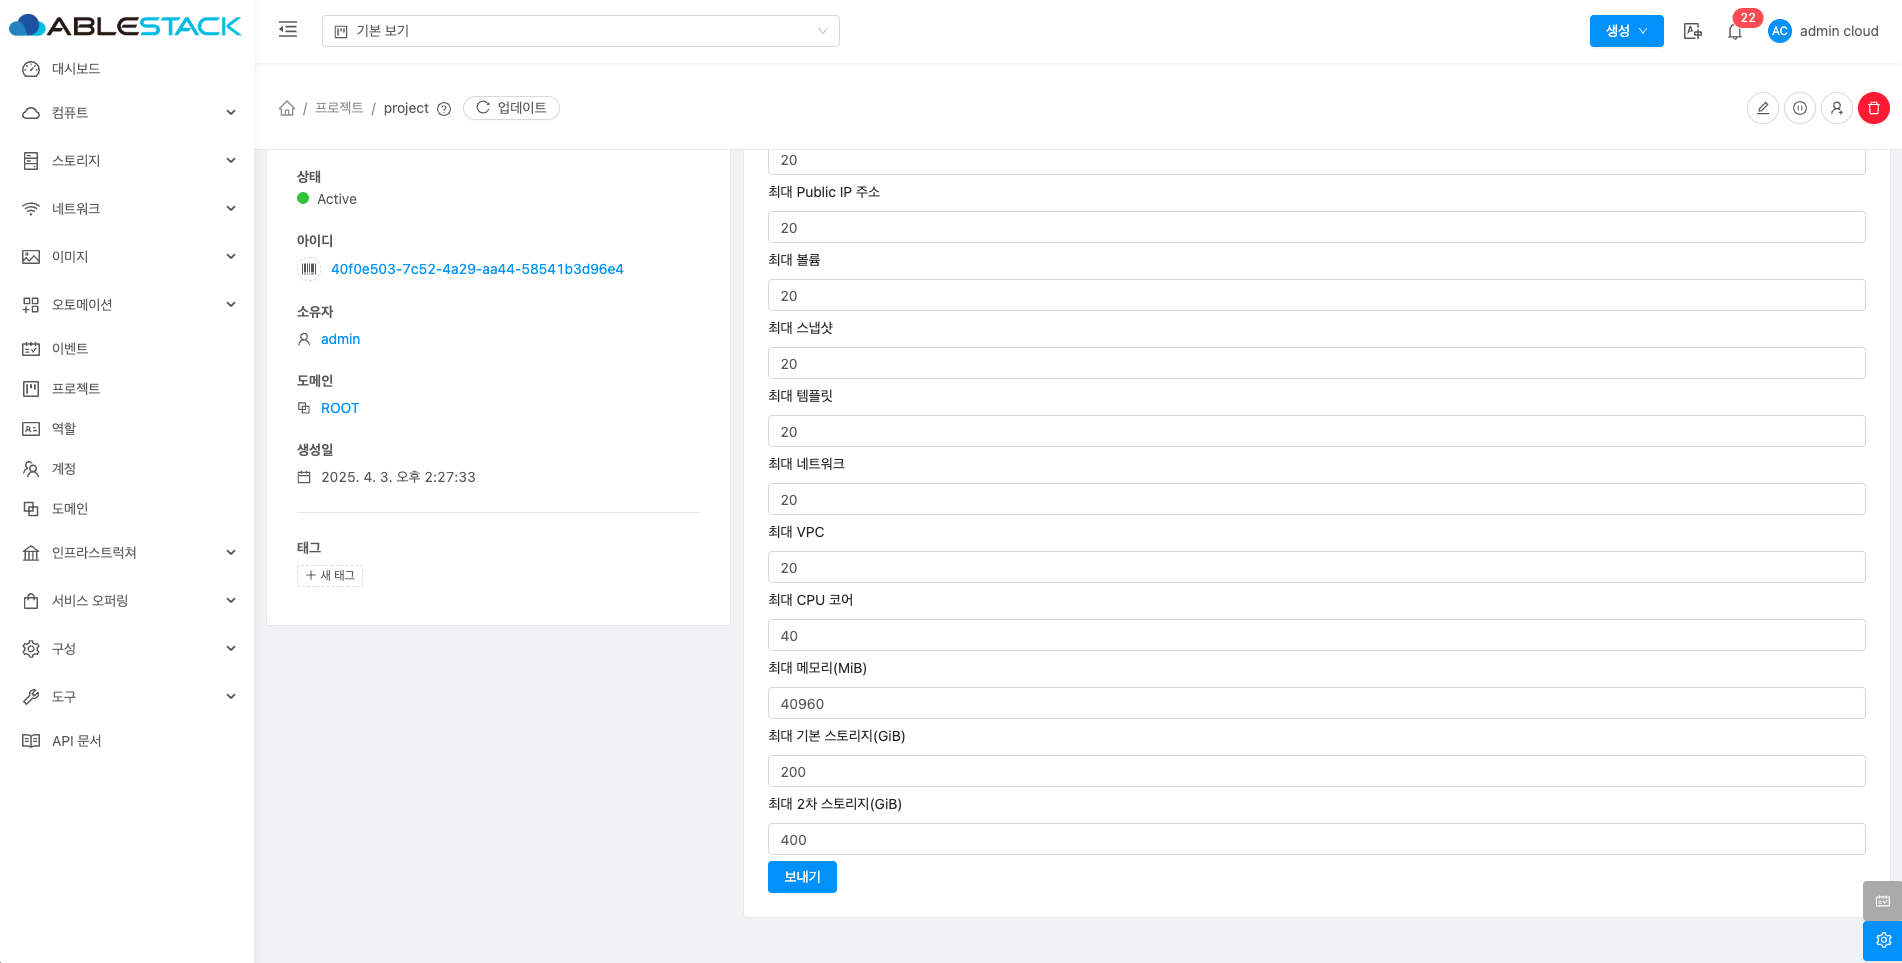 ABLESTACK
기본 보기
생성
22
AC
admin cloud
대시보드
컴퓨트
스토리지
네트워크
이미지
오토메이션
이벤트
프로젝트
역할
계정
도메인
인프라스트럭쳐
서비스 오퍼링
구성
도구
API 문서
/ 프로젝트 / project
업데이트
상태
Active
아이디
40f0e503-7c52-4a29-aa44-58541b3d96e4
소유자
admin
도메인
ROOT
생성일
2025. 4. 3. 오후 2:27:33
태그
새 태그
20
최대 Public IP 주소
20
최대 볼륨
20
최대 스냅샷
20
최대 템플릿
20
최대 네트워크
20
최대 VPC
20
최대 CPU 코어
40
최대 메모리(MiB)
40960
최대 기본 스토리지(GiB)
200
최대 2차 스토리지(GiB)
400
보내기